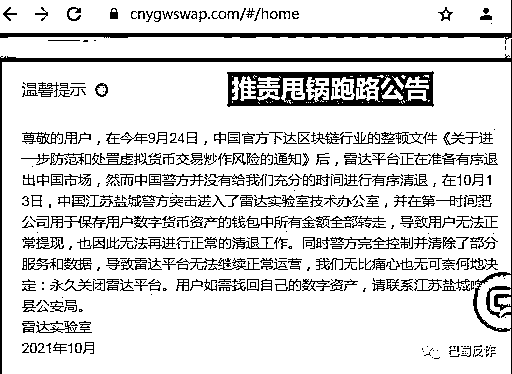 cnygwswap.com/#/home
温馨提示
推责甩锅跑路公告
尊敬的用户，在今年9月24日，中国官方下达区块链行业的整顿文件《关于进
一步防范和处置虚拟货币交易炒作风险的通知》后，雷达平台正在准备有序退
出中国市场，然而中国警方并没有给我们充分的时间进行有序清退，在10月
13日，中国江苏盐城警方突击进入了雷达实验室技术办公室，并在第一时间把
公司用于保存用户数字货币资产的钱包中所有金额全部转走，导致用户无法正
常提现，也因此无法再进行正常的清退工作。同时警方完全控制并清除了部分
服务和数据，导致雷达平台无法继续正常运营，我们无比痛心也无可奈何地决
定：永久关闭雷达平台。用户如需找回自己的数字资产，请联系江苏盐城
县公安局。
雷达实验室
2021年10月
巴蜀反诈